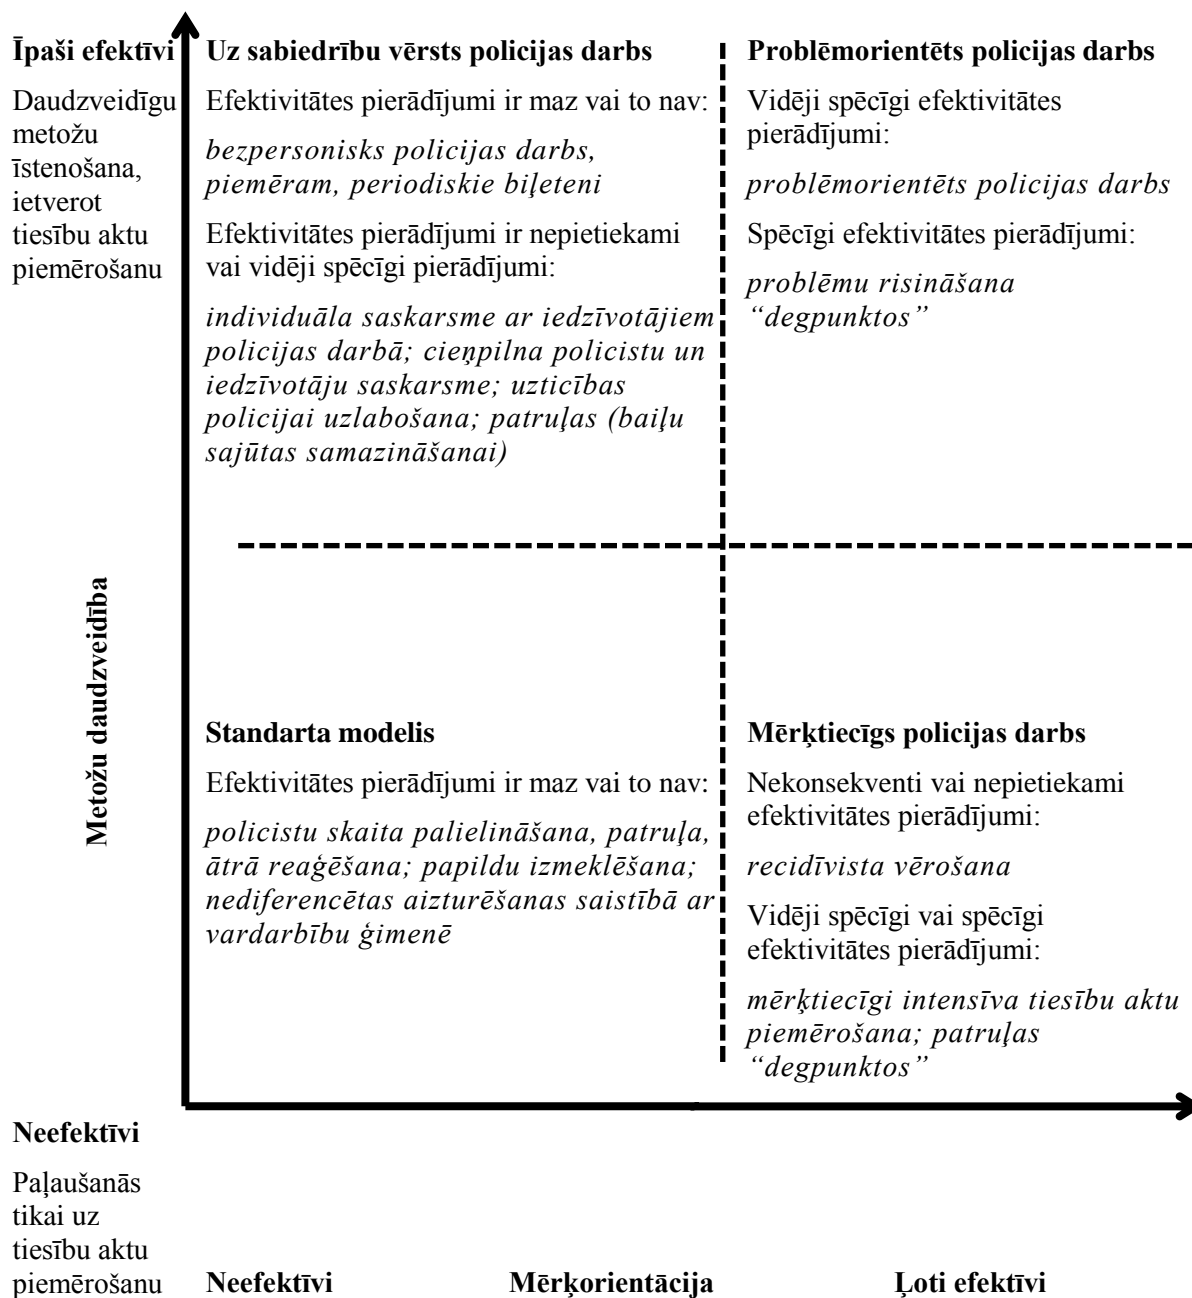 Īpaši efektīvi
Daudzveidīgu
metožu
īstenošana,
ietverot
tiesību aktu
piemērošanu
Uz sabiedrību vērsts policijas darbs
Efektivitātes pierādījumi ir maz vai to nav:
bezpersonisks policijas darbs,
piemēram, periodiskie biļeteni
Efektivitātes pierādījumi ir nepietiekami
vai vidēji spēcīgi pierādījumi:
individuāla saskarsme ar iedzīvotājiem
policijas darbā; cieņpilna policistu un
iedzīvotāju saskarsme; uzticības
policijai uzlabošana; patruļas (baiļu
sajūtas samazināšanai)
Problēmorientēts policijas darbs
Vidēji spēcīgi efektivitātes
pierādījumi:
problēmorientēts policijas darbs
Spēcīgi efektivitātes pierādījumi:
problēmu risināšana
“degpunktos”
Metožu daudzveidība
Standarta modelis
Efektivitātes pierādījumi ir maz vai to nav:
policistu skaita palielināšana, patruļa,
ātrā reaģēšana; papildu izmeklēšana;
nediferencētas aizturēšanas saistībā ar
vardarbību ģimenē
Mērķtiecīgs policijas darbs
Nekonsekventi vai nepietiekami
efektivitātes pierādījumi:
recidīvista vērošana
Vidēji spēcīgi vai spēcīgi
efektivitātes pierādījumi:
mērķtiecīgi intensīva tiesību aktu
piemērošana; patruļas
“degpunktos”
Neefektīvi
Paļaušanās
tikai uz
tiesību aktu
piemērošanu
Neefektīvi
Mērķorientācija
Ļoti efektīvi